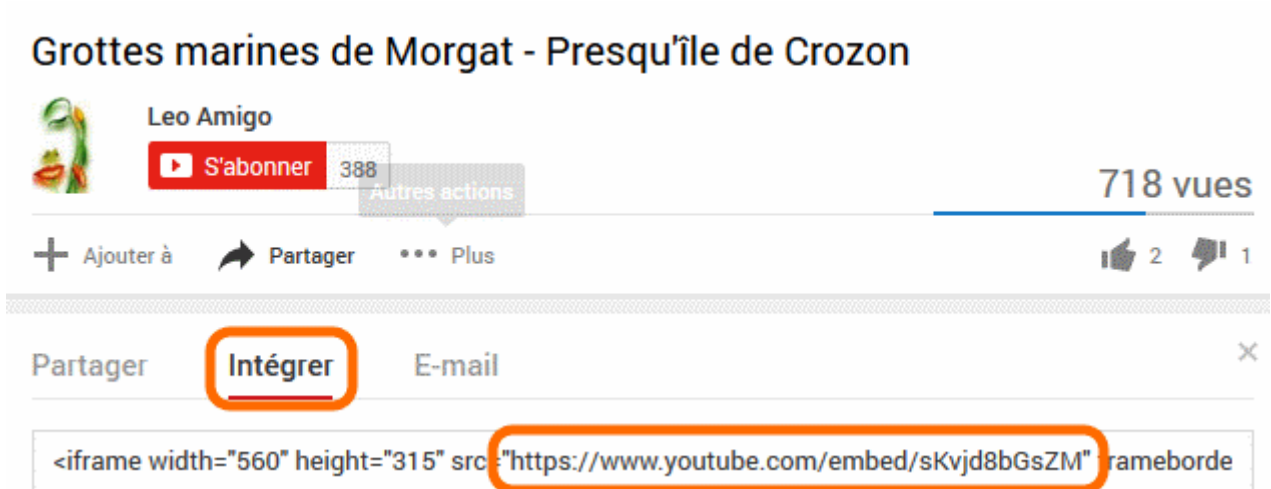 Grottes marines de Morgat - Presqu'île de Crozon
Leo Amigo
S'abonner 388
Autres actions
718 vues
Ajouter à Partager ••• Plus 2 1
Partager Intégrer E-mail ×
<iframe width="560" height="315" src="https://www.youtube.com/embed/sKvjd8bGsZM" frameborde